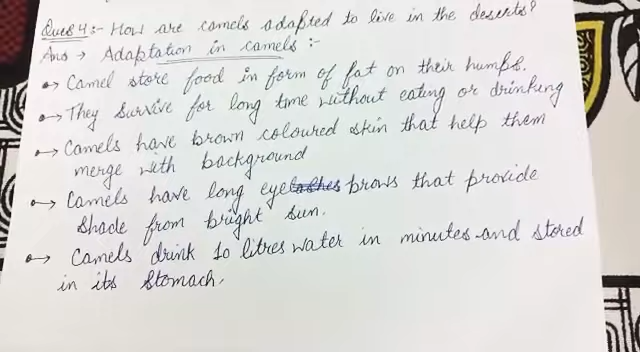 Ques 4:- How are camels adapted to live in the deserts?
Ans → Adaptation in camels :-
→ Camel store food in form of fat on their humps.
→ They survive for long time without eating or drinking
→ Camels have brown coloured skin that help them
merge with background
→ Camels have long eyelashes brows that provide
shade from bright sun.
→ Camels drink 10 litres water in minutes and stored
in its stomach.